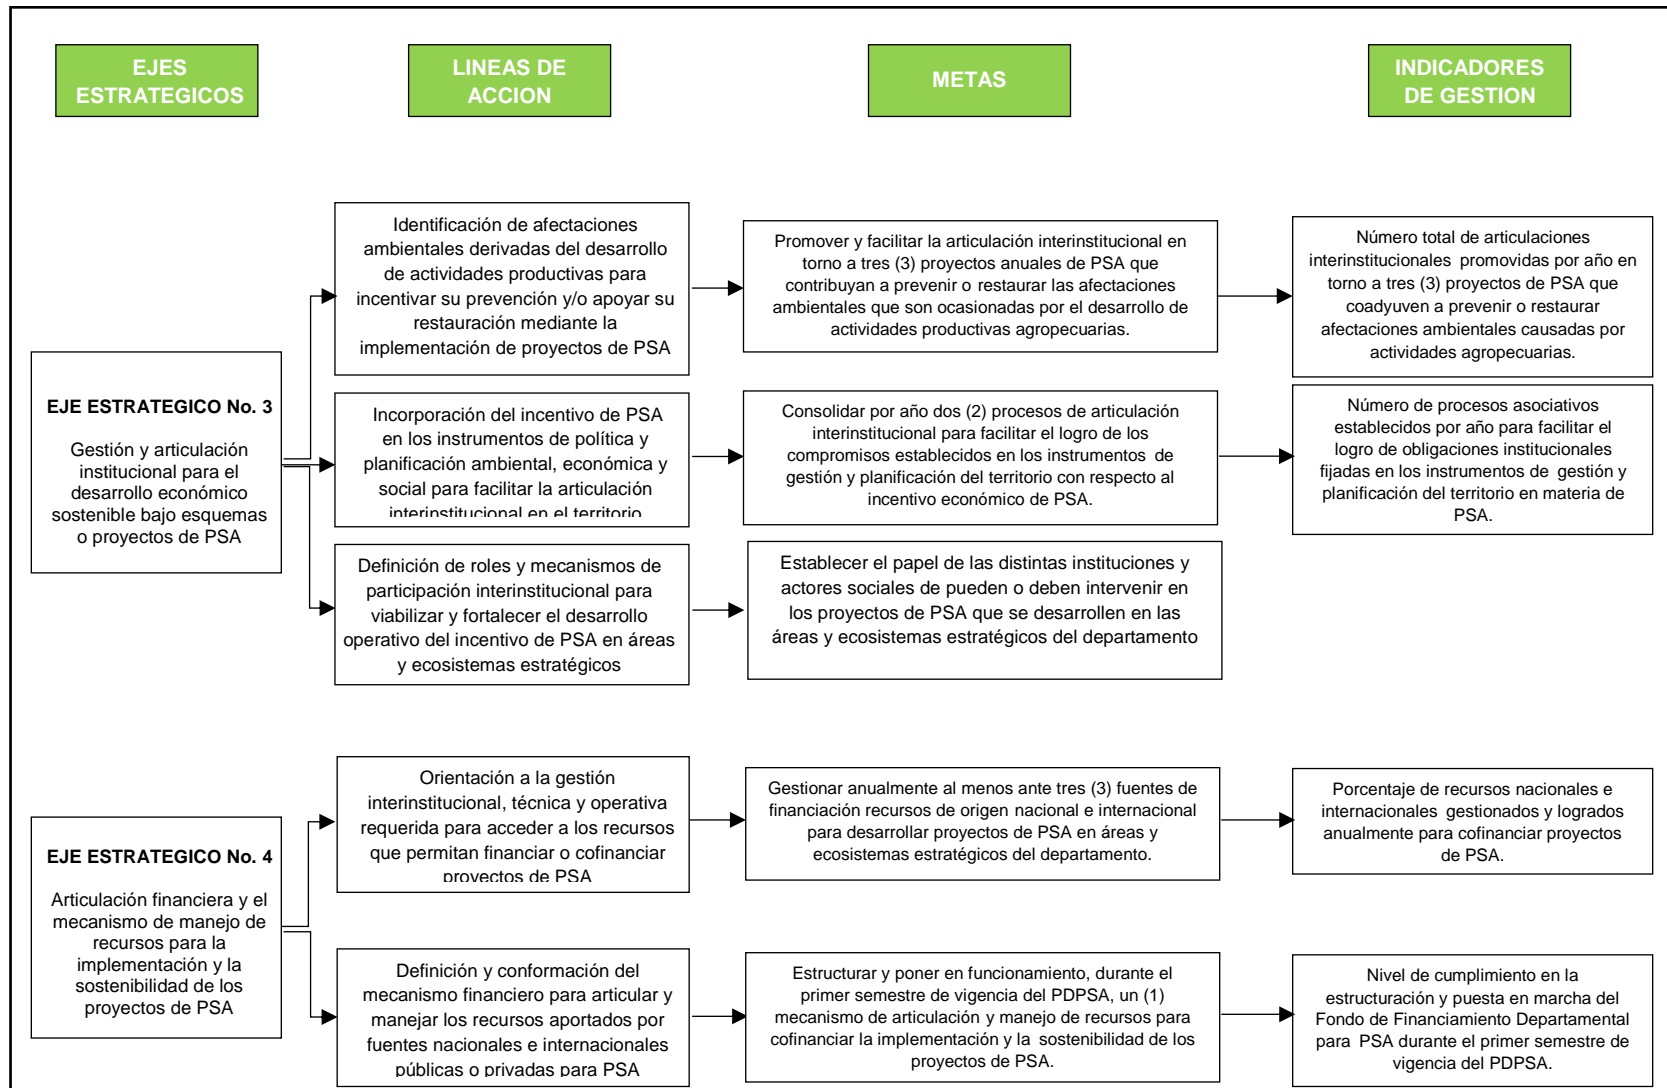 EJES
ESTRATEGICOS
LINEAS DE
ACCION
METAS
INDICADORES
DE GESTION
EJE ESTRATEGICO No. 3
Gestión y articulación
institucional para el
desarrollo económico
sostenible bajo esquemas
o proyectos de PSA
Identificación de afectaciones
ambientales derivadas del desarrollo
de actividades productivas para
incentivar su prevención y/o apoyar su
restauración mediante la
implementación de proyectos de PSA
Promover y facilitar la articulación interinstitucional en
torno a tres (3) proyectos anuales de PSA que
contribuyan a prevenir o restaurar las afectaciones
ambientales que son ocasionadas por el desarrollo de
actividades productivas agropecuarias.
Número total de articulaciones
interinstitucionales promovidas por año en
torno a tres (3) proyectos de PSA que
coadyuven a prevenir o restaurar
afectaciones ambientales causadas por
actividades agropecuarias.
Incorporación del incentivo de PSA
en los instrumentos de política y
planificación ambiental, económica y
social para facilitar la articulación
interinstitucional en el territorio
Consolidar por año dos (2) procesos de articulación
interinstitucional para facilitar el logro de los
compromisos establecidos en los instrumentos de
gestión y planificación del territorio con respecto al
incentivo económico de PSA.
Número de procesos asociativos
establecidos por año para facilitar el
logro de obligaciones institucionales
fijadas en los instrumentos de gestión y
planificación del territorio en materia de
PSA.
Definición de roles y mecanismos de
participación interinstitucional para
viabilizar y fortalecer el desarrollo
operativo del incentivo de PSA en áreas
y ecosistemas estratégicos
Establecer el papel de las distintas instituciones y
actores sociales de pueden o deben intervenir en
los proyectos de PSA que se desarrollen en las
áreas y ecosistemas estratégicos del departamento
EJE ESTRATEGICO No. 4
Articulación financiera y el
mecanismo de manejo de
recursos para la
implementación y la
sostenibilidad de los
proyectos de PSA
Orientación a la gestión
interinstitucional, técnica y operativa
requerida para acceder a los recursos
que permitan financiar o cofinanciar
proyectos de PSA
Gestionar anualmente al menos ante tres (3) fuentes de
financiación recursos de origen nacional e internacional
para desarrollar proyectos de PSA en áreas y
ecosistemas estratégicos del departamento.
Porcentaje de recursos nacionales e
internacionales gestionados y logrados
anualmente para cofinanciar proyectos
de PSA.
Definición y conformación del
mecanismo financiero para articular y
manejar los recursos aportados por
fuentes nacionales e internacionales
públicas o privadas para PSA
Estructurar y poner en funcionamiento, durante el
primer semestre de vigencia del PDPSA, un (1)
mecanismo de articulación y manejo de recursos para
cofinanciar la implementación y la sostenibilidad de los
proyectos de PSA.
Nivel de cumplimiento en la
estructuración y puesta en marcha del
Fondo de Financiamiento Departamental
para PSA durante el primer semestre de
vigencia del PDPSA.